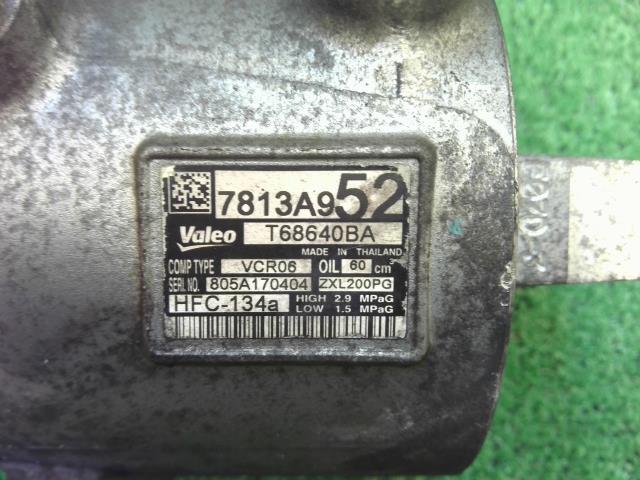 7813A952
Valeo T68640BA
MADE IN THAILAND
COMP TYPE VCR06 OIL 60 cm³
SERI. NO. 805A170404 ZXL200PG
HFC-134a HIGH 2.9 MPaG
LOW 1.5 MPaG